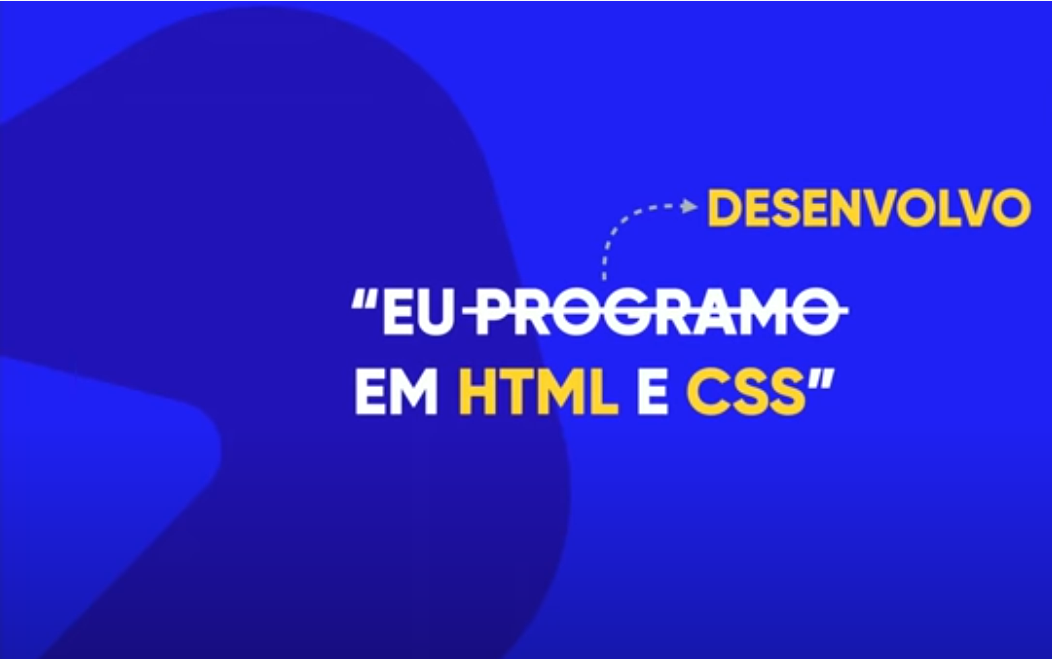 DESENVOLVO
“EU PROGRAMO
EM HTML E CSS”